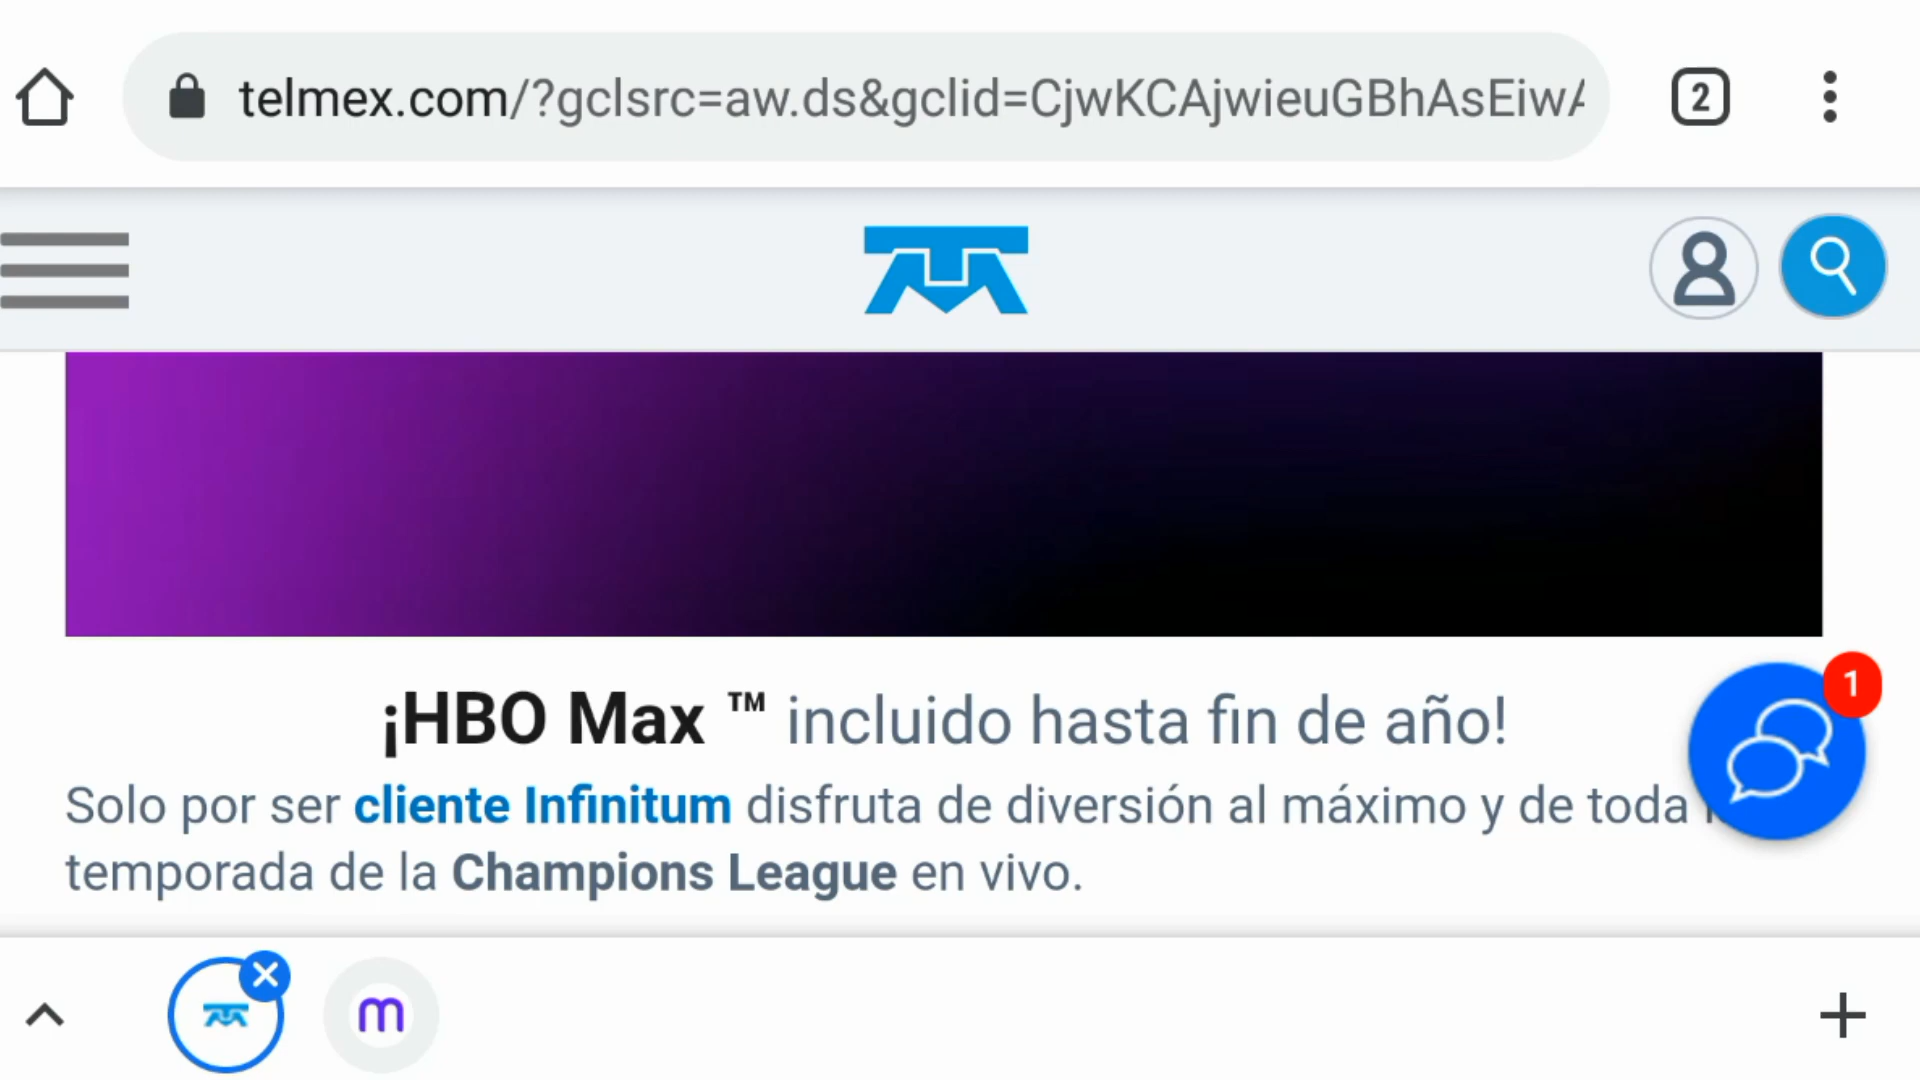 telmex.com/?gclsrc=aw.ds&gclid=CjwKCAjwieuGBhAsEiwA
2
¡HBO Max ™ incluido hasta fin de año!
1
Solo por ser cliente Infinitum disfruta de diversión al máximo y de toda
temporada de la Champions League en vivo.
m